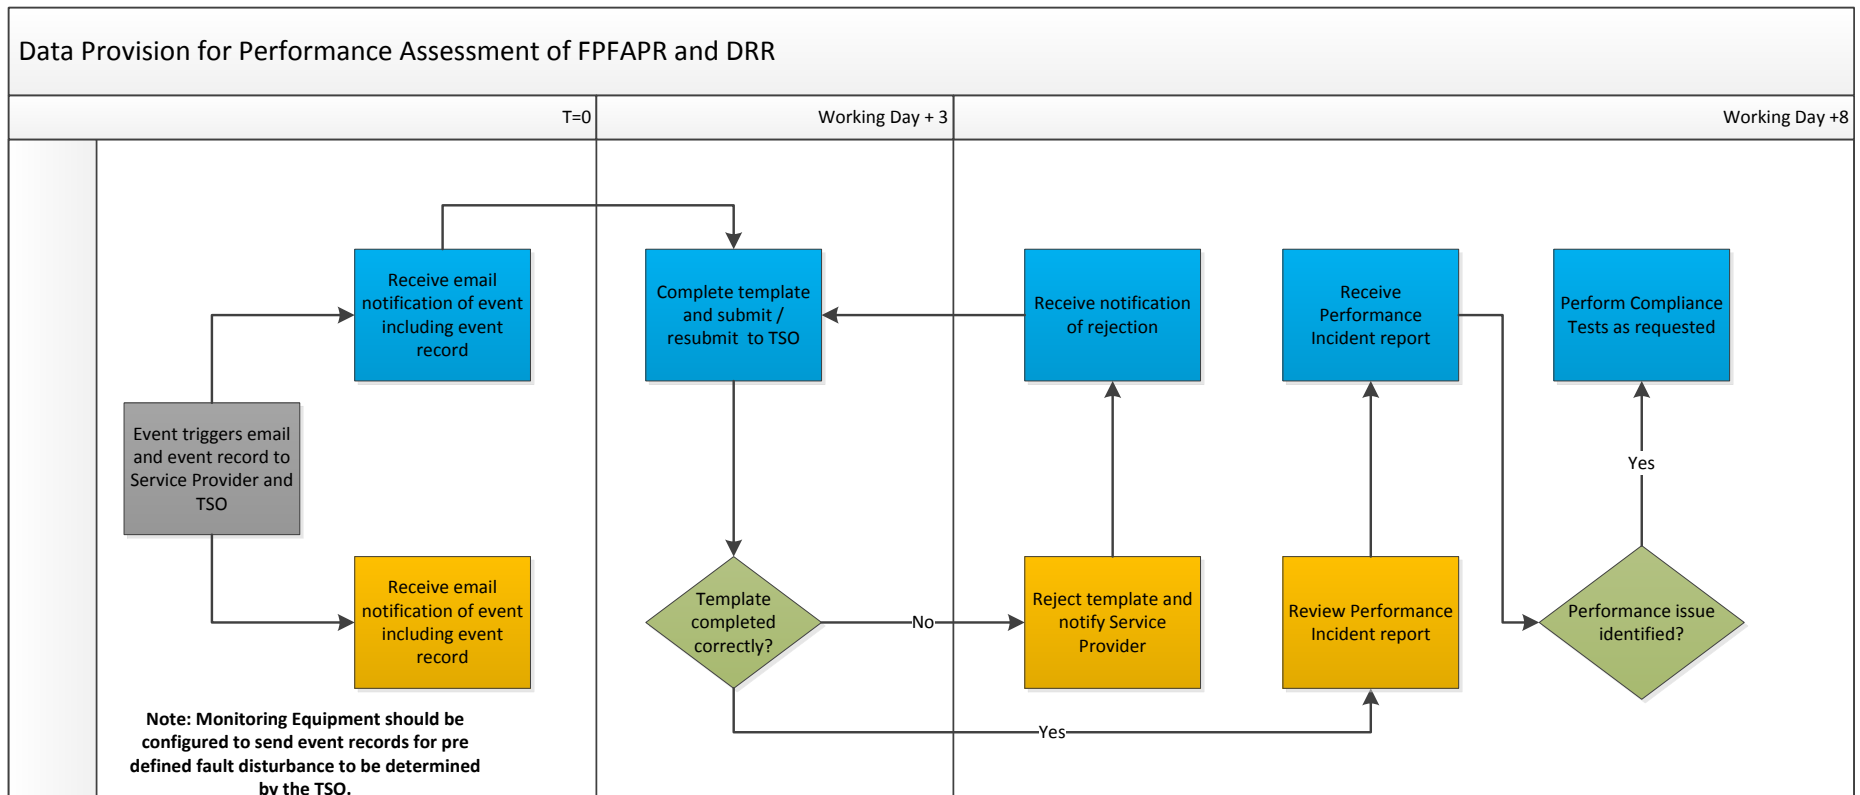 Data Provision for Performance Assessment of FPFAPR and DRR
T=0
Working Day + 3
Working Day +8
Event triggers email
and event record to
Service Provider and
TSO
Receive email
notification of event
including event
record
Receive email
notification of event
including event
record
Note: Monitoring Equipment should be
configured to send event records for pre
defined fault disturbance to be determined
by the TSO.
Complete template
and submit /
resubmit to TSO
Template
completed
correctly?
No
Yes
Receive notification
of rejection
Reject template and
notify Service
Provider
Receive
Performance
Incident report
Review Performance
Incident report
Perform Compliance
Tests as requested
Yes
Performance issue
identified?